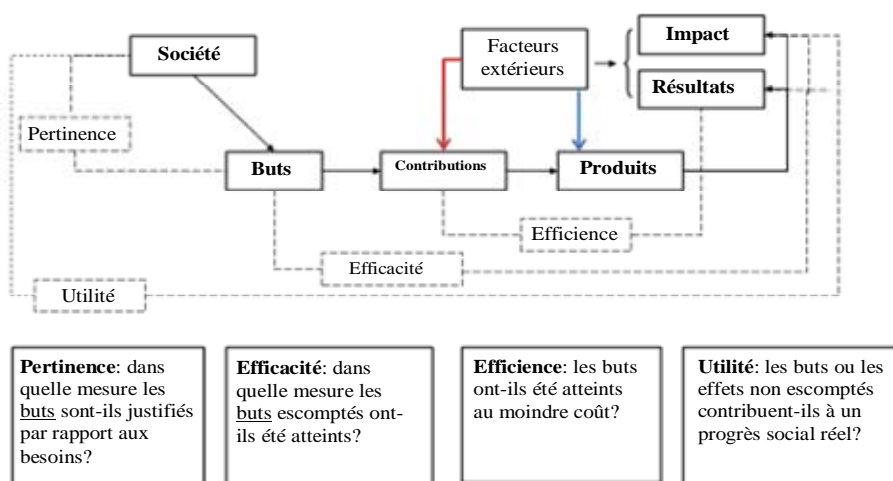 Société
Facteurs
extérieurs
Impact
Résultats
Pertinence
Buts
Contributions
Produits
Efficience
Efficacité
Utilité
Pertinence: dans
quelle mesure les
buts sont-ils justifiés
par rapport aux
besoins?
Efficacité: dans
quelle mesure les
buts escomptés ont-
ils été atteints?
Efficience: les buts
ont-ils été atteints
au moindre coût?
Utilité: les buts ou les
effets non escomptés
contribuent-ils à un
progrès social réel?